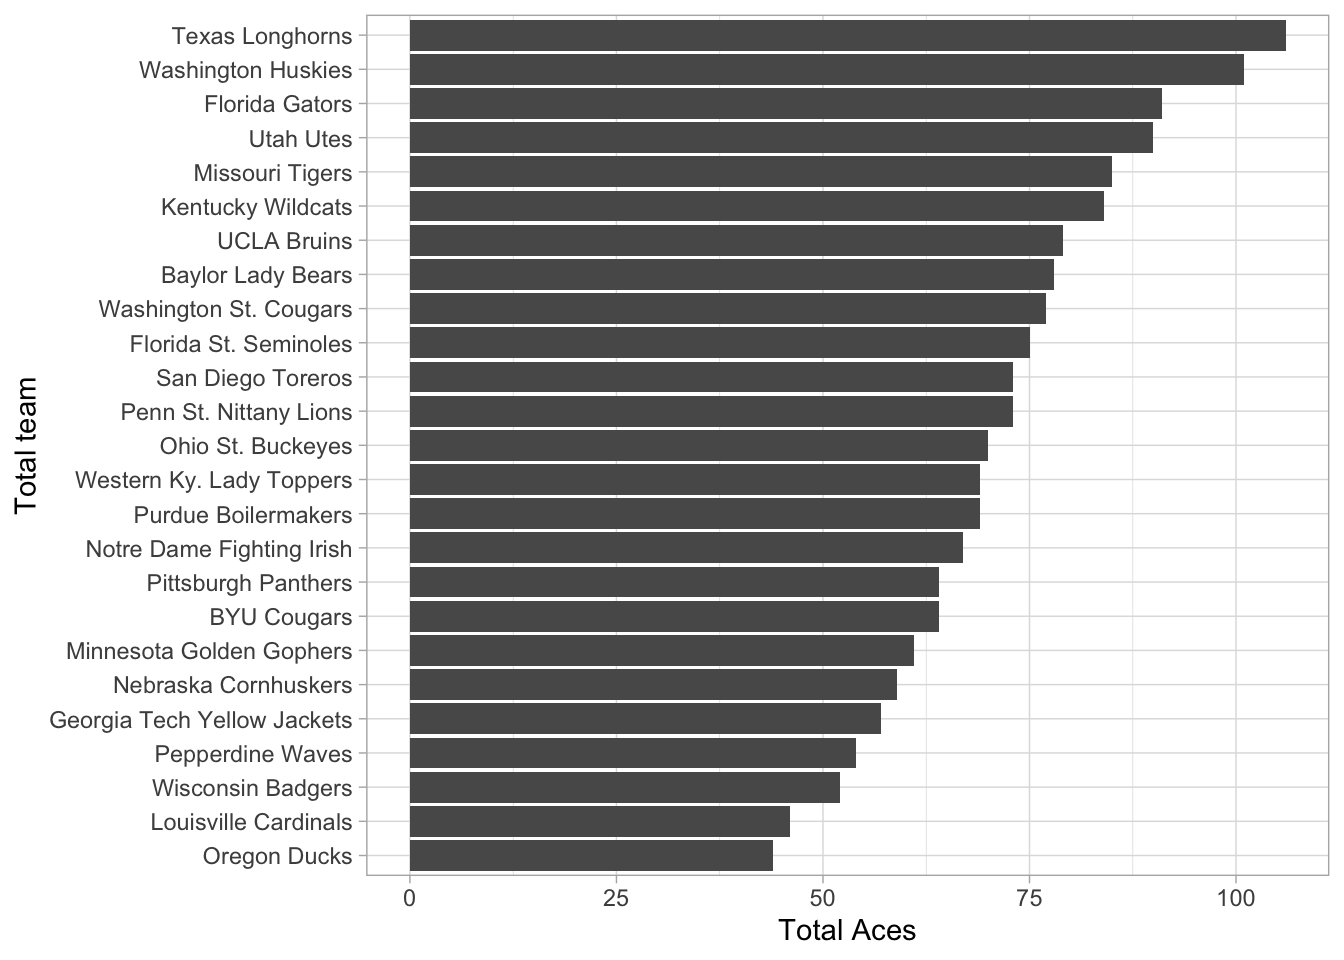 Texas Longhorns
Washington Huskies
Florida Gators
Utah Utes
Missouri Tigers
Kentucky Wildcats
UCLA Bruins
Baylor Lady Bears
Washington St. Cougars
Florida St. Seminoles
San Diego Toreros
Penn St. Nittany Lions
Ohio St. Buckeyes
Western Ky. Lady Toppers
Purdue Boilermakers
Notre Dame Fighting Irish
Pittsburgh Panthers
BYU Cougars
Minnesota Golden Gophers
Nebraska Cornhuskers
Georgia Tech Yellow Jackets
Pepperdine Waves
Wisconsin Badgers
Louisville Cardinals
Oregon Ducks
Total team
0 25 50 75 100
Total Aces